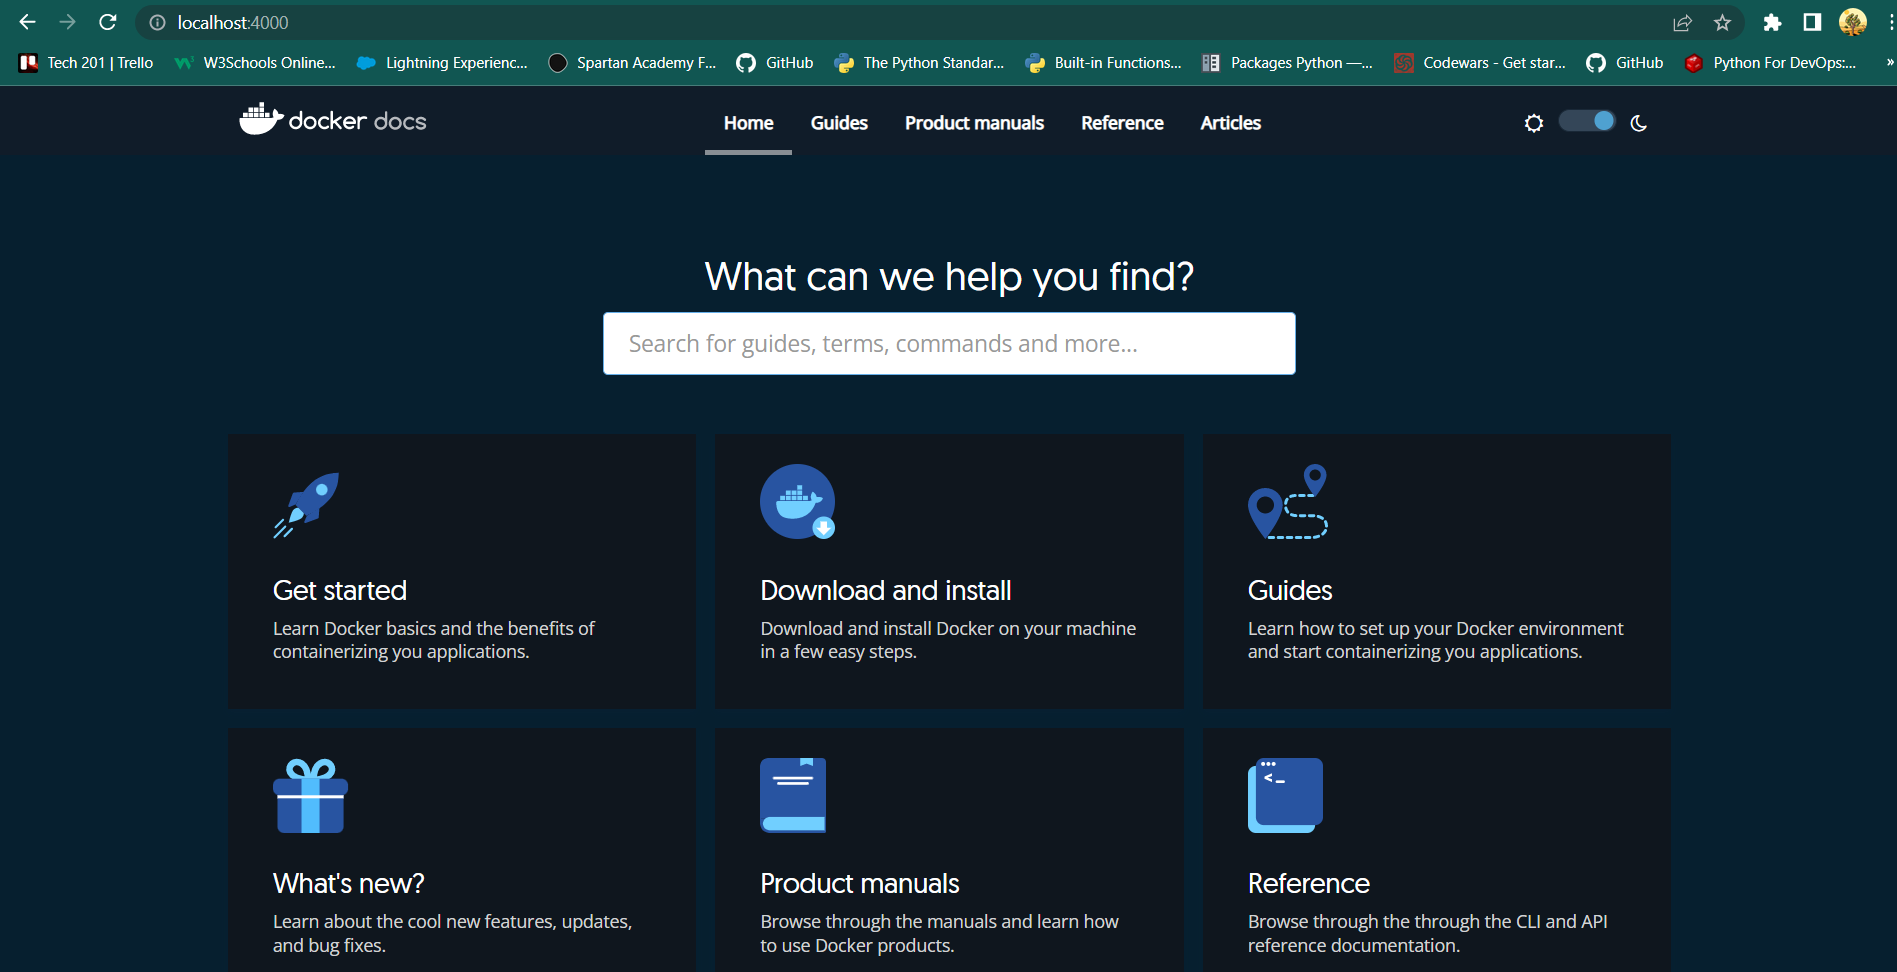 localhost:4000
Tech 201 | Trello W3Schools Online... Lightning Experienc... Spartan Academy F... GitHub The Python Standar... Built-in Functions... Packages Python —... Codewars - Get star... GitHub Python For DevOps:... »
docker docs Home Guides Product manuals Reference Articles
What can we help you find?
Search for guides, terms, commands and more...
Get started
Learn Docker basics and the benefits of
containerizing you applications.
Download and install
Download and install Docker on your machine
in a few easy steps.
Guides
Learn how to set up your Docker environment
and start containerizing you applications.
What's new?
Learn about the cool new features, updates,
and bug fixes.
Product manuals
Browse through the manuals and learn how
to use Docker products.
Reference
Browse through the through the CLI and API
reference documentation.